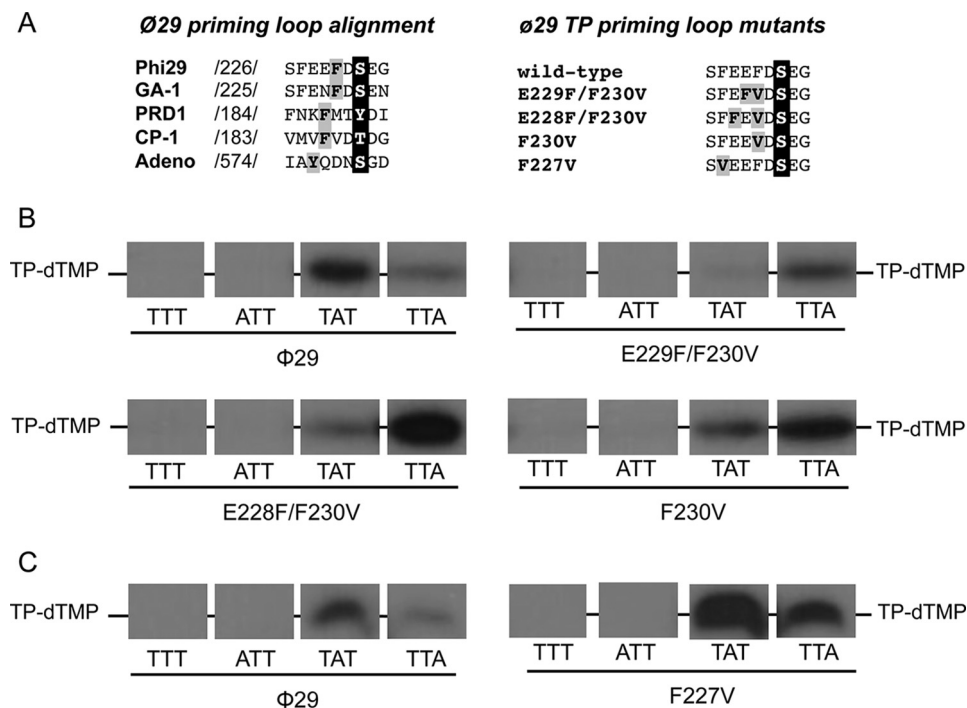 A
Ø29 priming loop alignment
ø29 TP priming loop mutants
Phi29 /226/ SFEEFDSEG
GA-1 /225/ SFENFDSEN
PRD1 /184/ FNKFMTYDI
CP-1 /183/ VMVFVDTDG
Adeno /574/ IAYQDNSGD
wild-type SFEEFDSEG
E229F/F230V SFEFVDSEG
E228F/F230V SFFEVDSEG
F230V SFEEVDSEG
F227V SVEEFDSEG
B
TP-dTMP
TTT ATT TAT TTA
Φ29
TP-dTMP
TTT ATT TAT TTA
E229F/F230V
TP-dTMP
TTT ATT TAT TTA
E228F/F230V
TP-dTMP
TTT ATT TAT TTA
F230V
C
TP-dTMP
TTT ATT TAT TTA
Φ29
TP-dTMP
TTT ATT TAT TTA
F227V